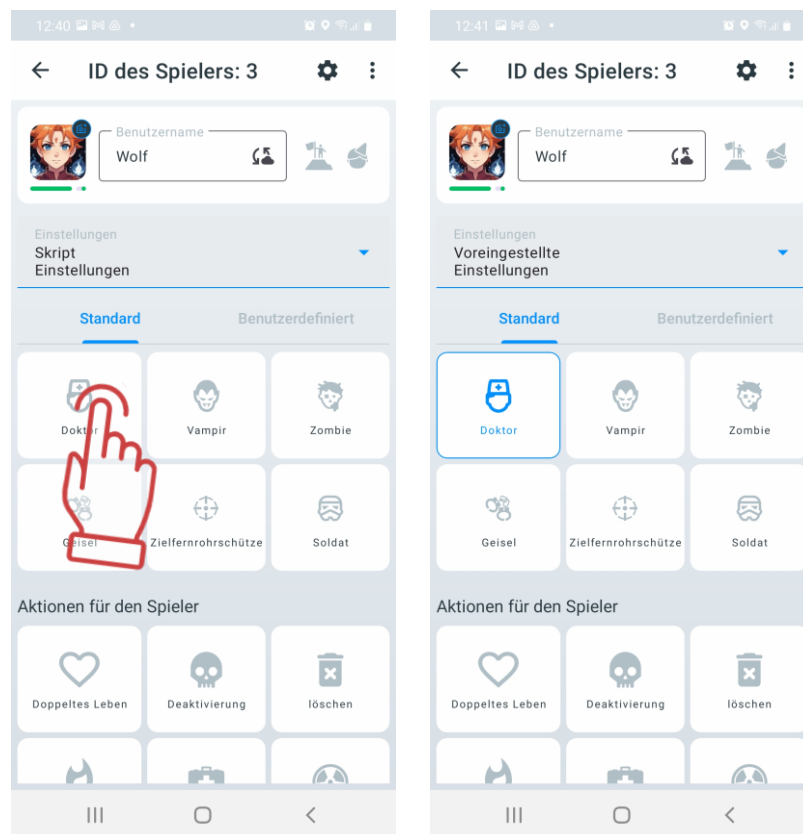 12:40
ID des Spielers: 3
Benutzername
Wolf
Einstellungen
Skript
Einstellungen
Standard Benutzerdefiniert
Doktor Vampir Zombie
Geisel Zielfernrohrschütze Soldat
Aktionen für den Spieler
Doppeltes Leben Deaktivierung löschen
12:41
ID des Spielers: 3
Benutzername
Wolf
Einstellungen
Voreingestellte
Einstellungen
Standard Benutzerdefiniert
Doktor Vampir Zombie
Geisel Zielfernrohrschütze Soldat
Aktionen für den Spieler
Doppeltes Leben Deaktivierung löschen